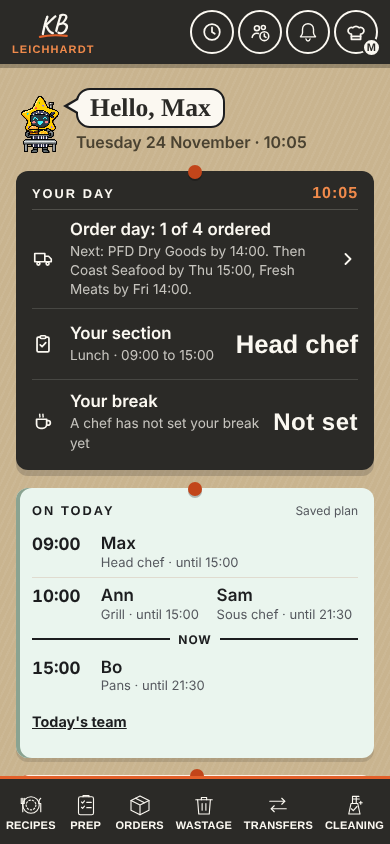 KB
LEICHHARDT
M
Hello, Max
Tuesday 24 November · 10:05
YOUR DAY 10:05
Order day: 1 of 4 ordered
Next: PFD Dry Goods by 14:00. Then
Coast Seafood by Thu 15:00, Fresh
Meats by Fri 14:00.
Your section
Lunch · 09:00 to 15:00
Head chef
Your break
A chef has not set your break
yet
Not set
ON TODAY Saved plan
09:00 Max
Head chef · until 15:00
10:00 Ann Sam
Grill · until 15:00 Sous chef · until 21:30
NOW
15:00 Bo
Pans · until 21:30
Today's team
RECIPES PREP ORDERS WASTAGE TRANSFERS CLEANING